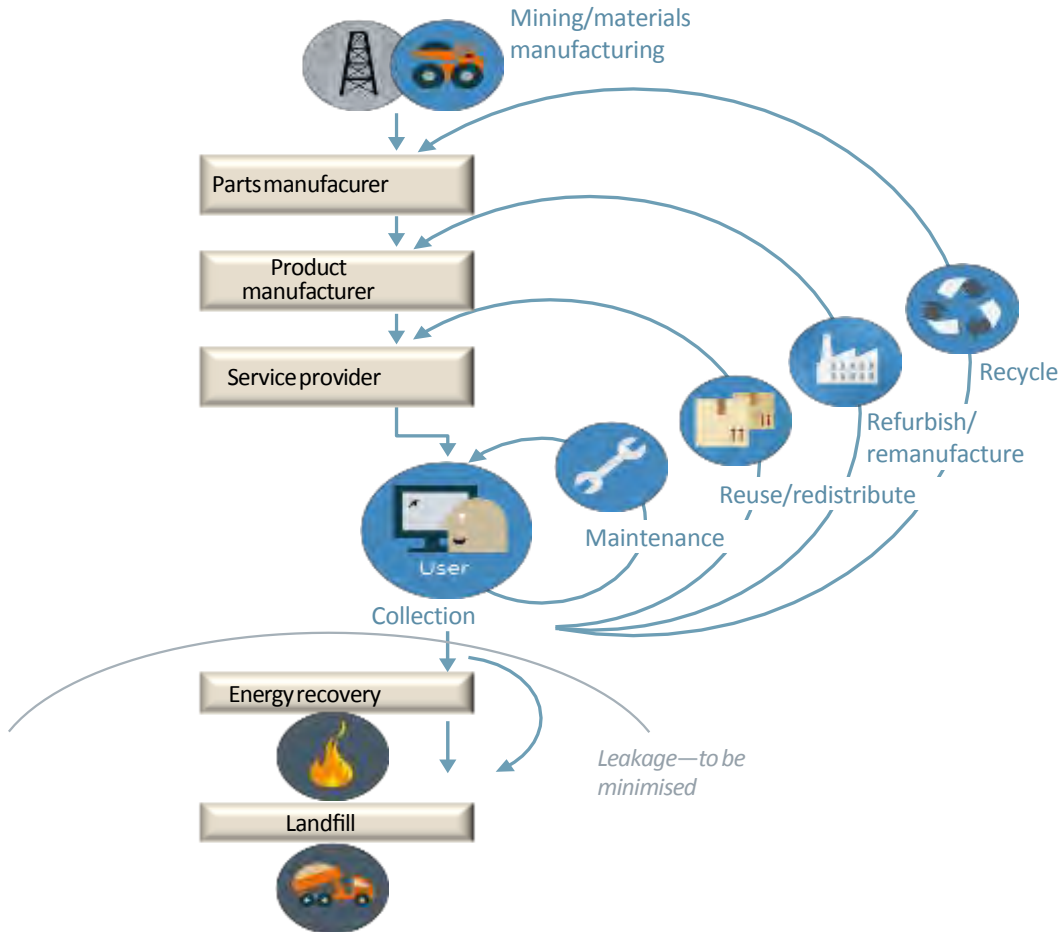 Mining/materials
manufacturing
Parts manufacurer
Product
manufacturer
Service provider
Recycle
Refurbish/
remanufacture
Reuse/redistribute
Maintenance
User
Collection
Energy recovery
Leakage—to be
minimised
Landfill